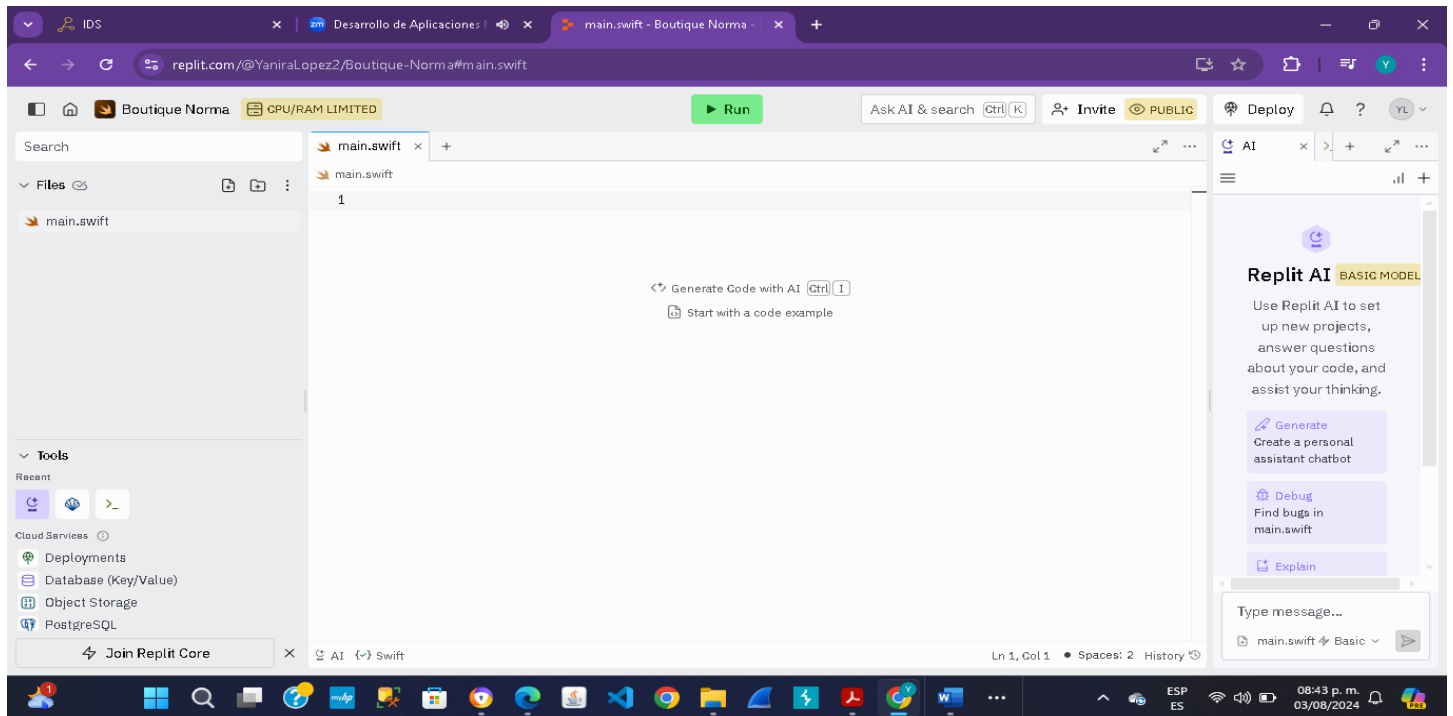 IDS
zm Desarrollo de Aplicaciones
main.swift - Boutique Norma -
replit.com/@YaniraLopez2/Boutique-Norma#main.swift
Y
Boutique Norma
CPU/RAM LIMITED
Run
Ask AI & search Ctrl K
Invite
PUBLIC
Deploy
?
YL
Search
main.swift
AI
Files
main.swift
main.swift
1
Generate Code with AI Ctrl I
Start with a code example
Replit AI BASIC MODEL
Use Replit AI to set
up new projects,
answer questions
about your code, and
assist your thinking.
Generate
Create a personal
assistant chatbot
Debug
Find bugs in
main.swift
Explain
Type message...
main.swift Basic
Tools
Recent
Cloud Services
Deployments
Database (Key/Value)
Object Storage
PostgreSQL
Join Replit Core
AI Swift
Ln 1, Col 1 • Spaces: 2 History
1
myhp
W
ESP
ES
08:43 p. m.
03/08/2024
PRE